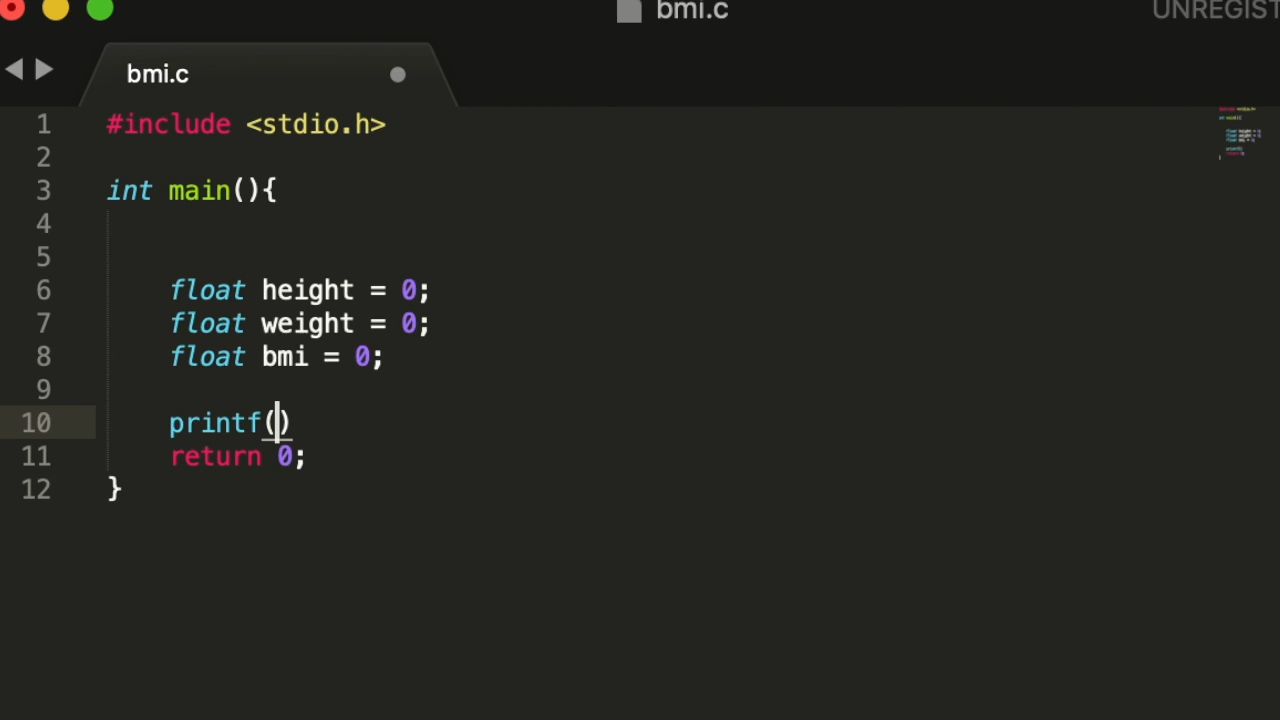 bmi.c
UNREGIST
bmi.c
1 #include <stdio.h>
2
3 int main(){
4
5
6 float height = 0;
7 float weight = 0;
8 float bmi = 0;
9
10 printf()
11 return 0;
12 }